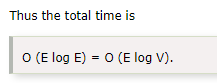 Thus the total time is
O (E log E) = O (E log V).